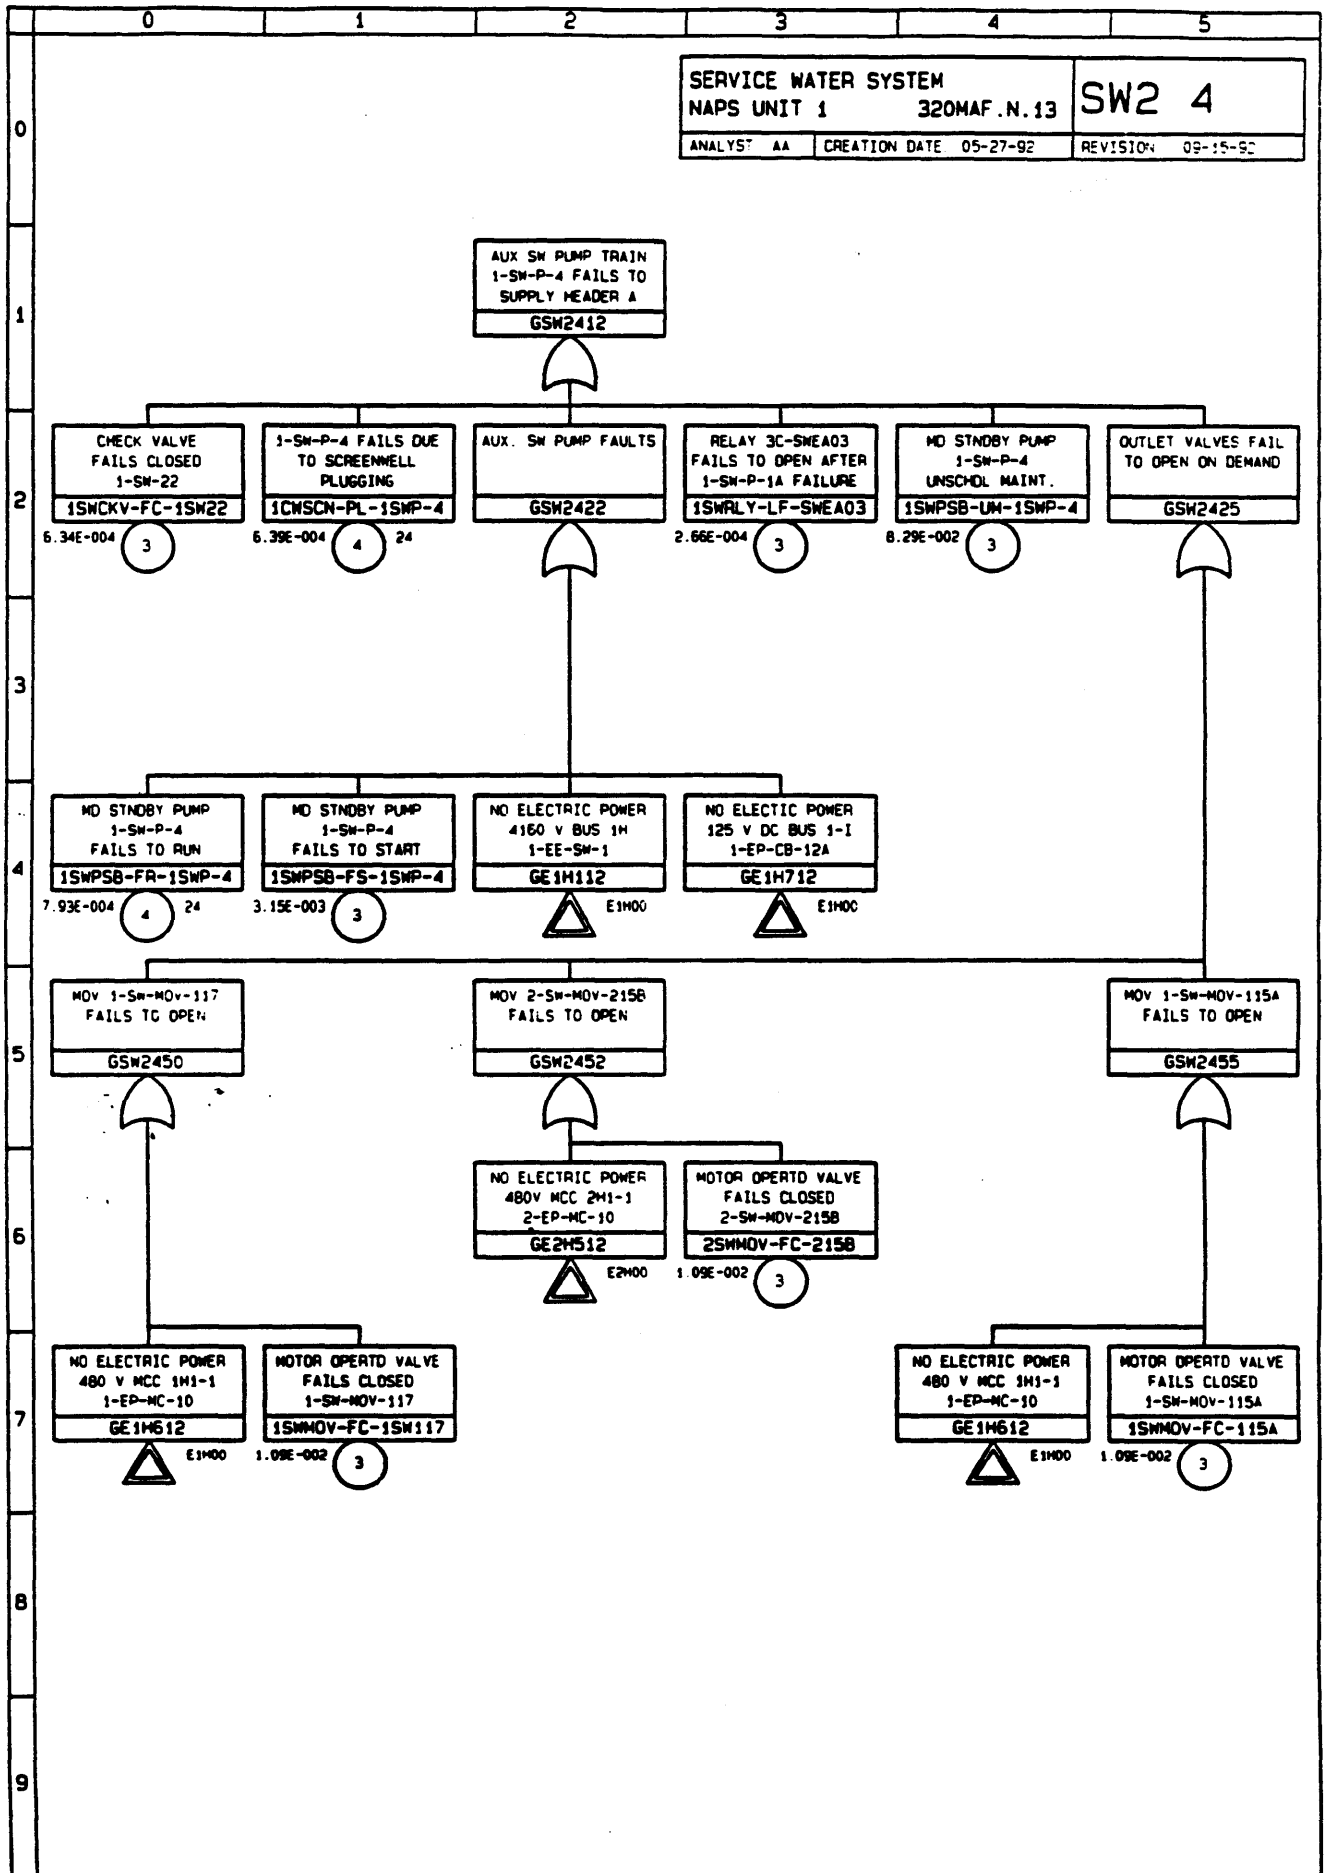 0 1 2 3 4 5
SERVICE WATER SYSTEM
NAPS UNIT 1 320MAF.N.13
SW2 4
ANALYST AA CREATION DATE 05-27-92 REVISION
0
AUX SW PUMP TRAIN
1-SW-P-4 FAILS TO
SUPPLY HEADER A
GSW2412
1
CHECK VALVE
FAILS CLOSED
1-SW-22
1SWCKV-FC-1SW22
6.34E-004 3
1-SW-P-4 FAILS DUE
TO SCREENWELL
PLUGGING
1CWSCN-PL-1SWP-4
6.39E-004 4 24
AUX. SW PUMP FAULTS
GSW2422
RELAY 3C-SWEA03
FAILS TO OPEN AFTER
1-SW-P-1A FAILURE
1SWRLY-LF-SWEA03
2.66E-004 3
MD STNDBY PUMP
1-SW-P-4
UNSCHDL MAINT.
1SWPSB-UM-1SWP-4
8.29E-002 3
OUTLET VALVES FAIL
TO OPEN ON DEMAND
GSW2425
2
3
MD STNDBY PUMP
1-SW-P-4
FAILS TO RUN
1SWPSB-FR-1SWP-4
7.93E-004 4 24
MD STNDBY PUMP
1-SW-P-4
FAILS TO START
1SWPSB-FS-1SWP-4
3.15E-003 3
NO ELECTRIC POWER
4160 V BUS 1H
1-EE-SW-1
GE1H112
E1H00
NO ELECTIC POWER
125 V DC BUS 1-I
1-EP-CB-12A
GE1H712
E1H00
4
MOV 1-SW-MOV-117
FAILS TO OPEN
GSW2450
MOV 2-SW-MOV-215B
FAILS TO OPEN
GSW2452
MOV 1-SW-MOV-115A
FAILS TO OPEN
GSW2455
5
NO ELECTRIC POWER
480V MCC 2H1-1
2-EP-MC-10
GE2H512
E2H00
MOTOR OPERTD VALVE
FAILS CLOSED
2-SW-MOV-215B
2SWMOV-FC-215B
1.09E-002 3
6
NO ELECTRIC POWER
480 V MCC 1H1-1
1-EP-MC-10
GE1H612
E1H00
MOTOR OPERTD VALVE
FAILS CLOSED
1-SW-MOV-117
1SWMOV-FC-1SW117
1.09E-002 3
NO ELECTRIC POWER
480 V MCC 1H1-1
1-EP-MC-10
GE1H612
E1H00
MOTOR OPERTD VALVE
FAILS CLOSED
1-SW-MOV-115A
1SWMOV-FC-115A
1.09E-002 3
7
8
9